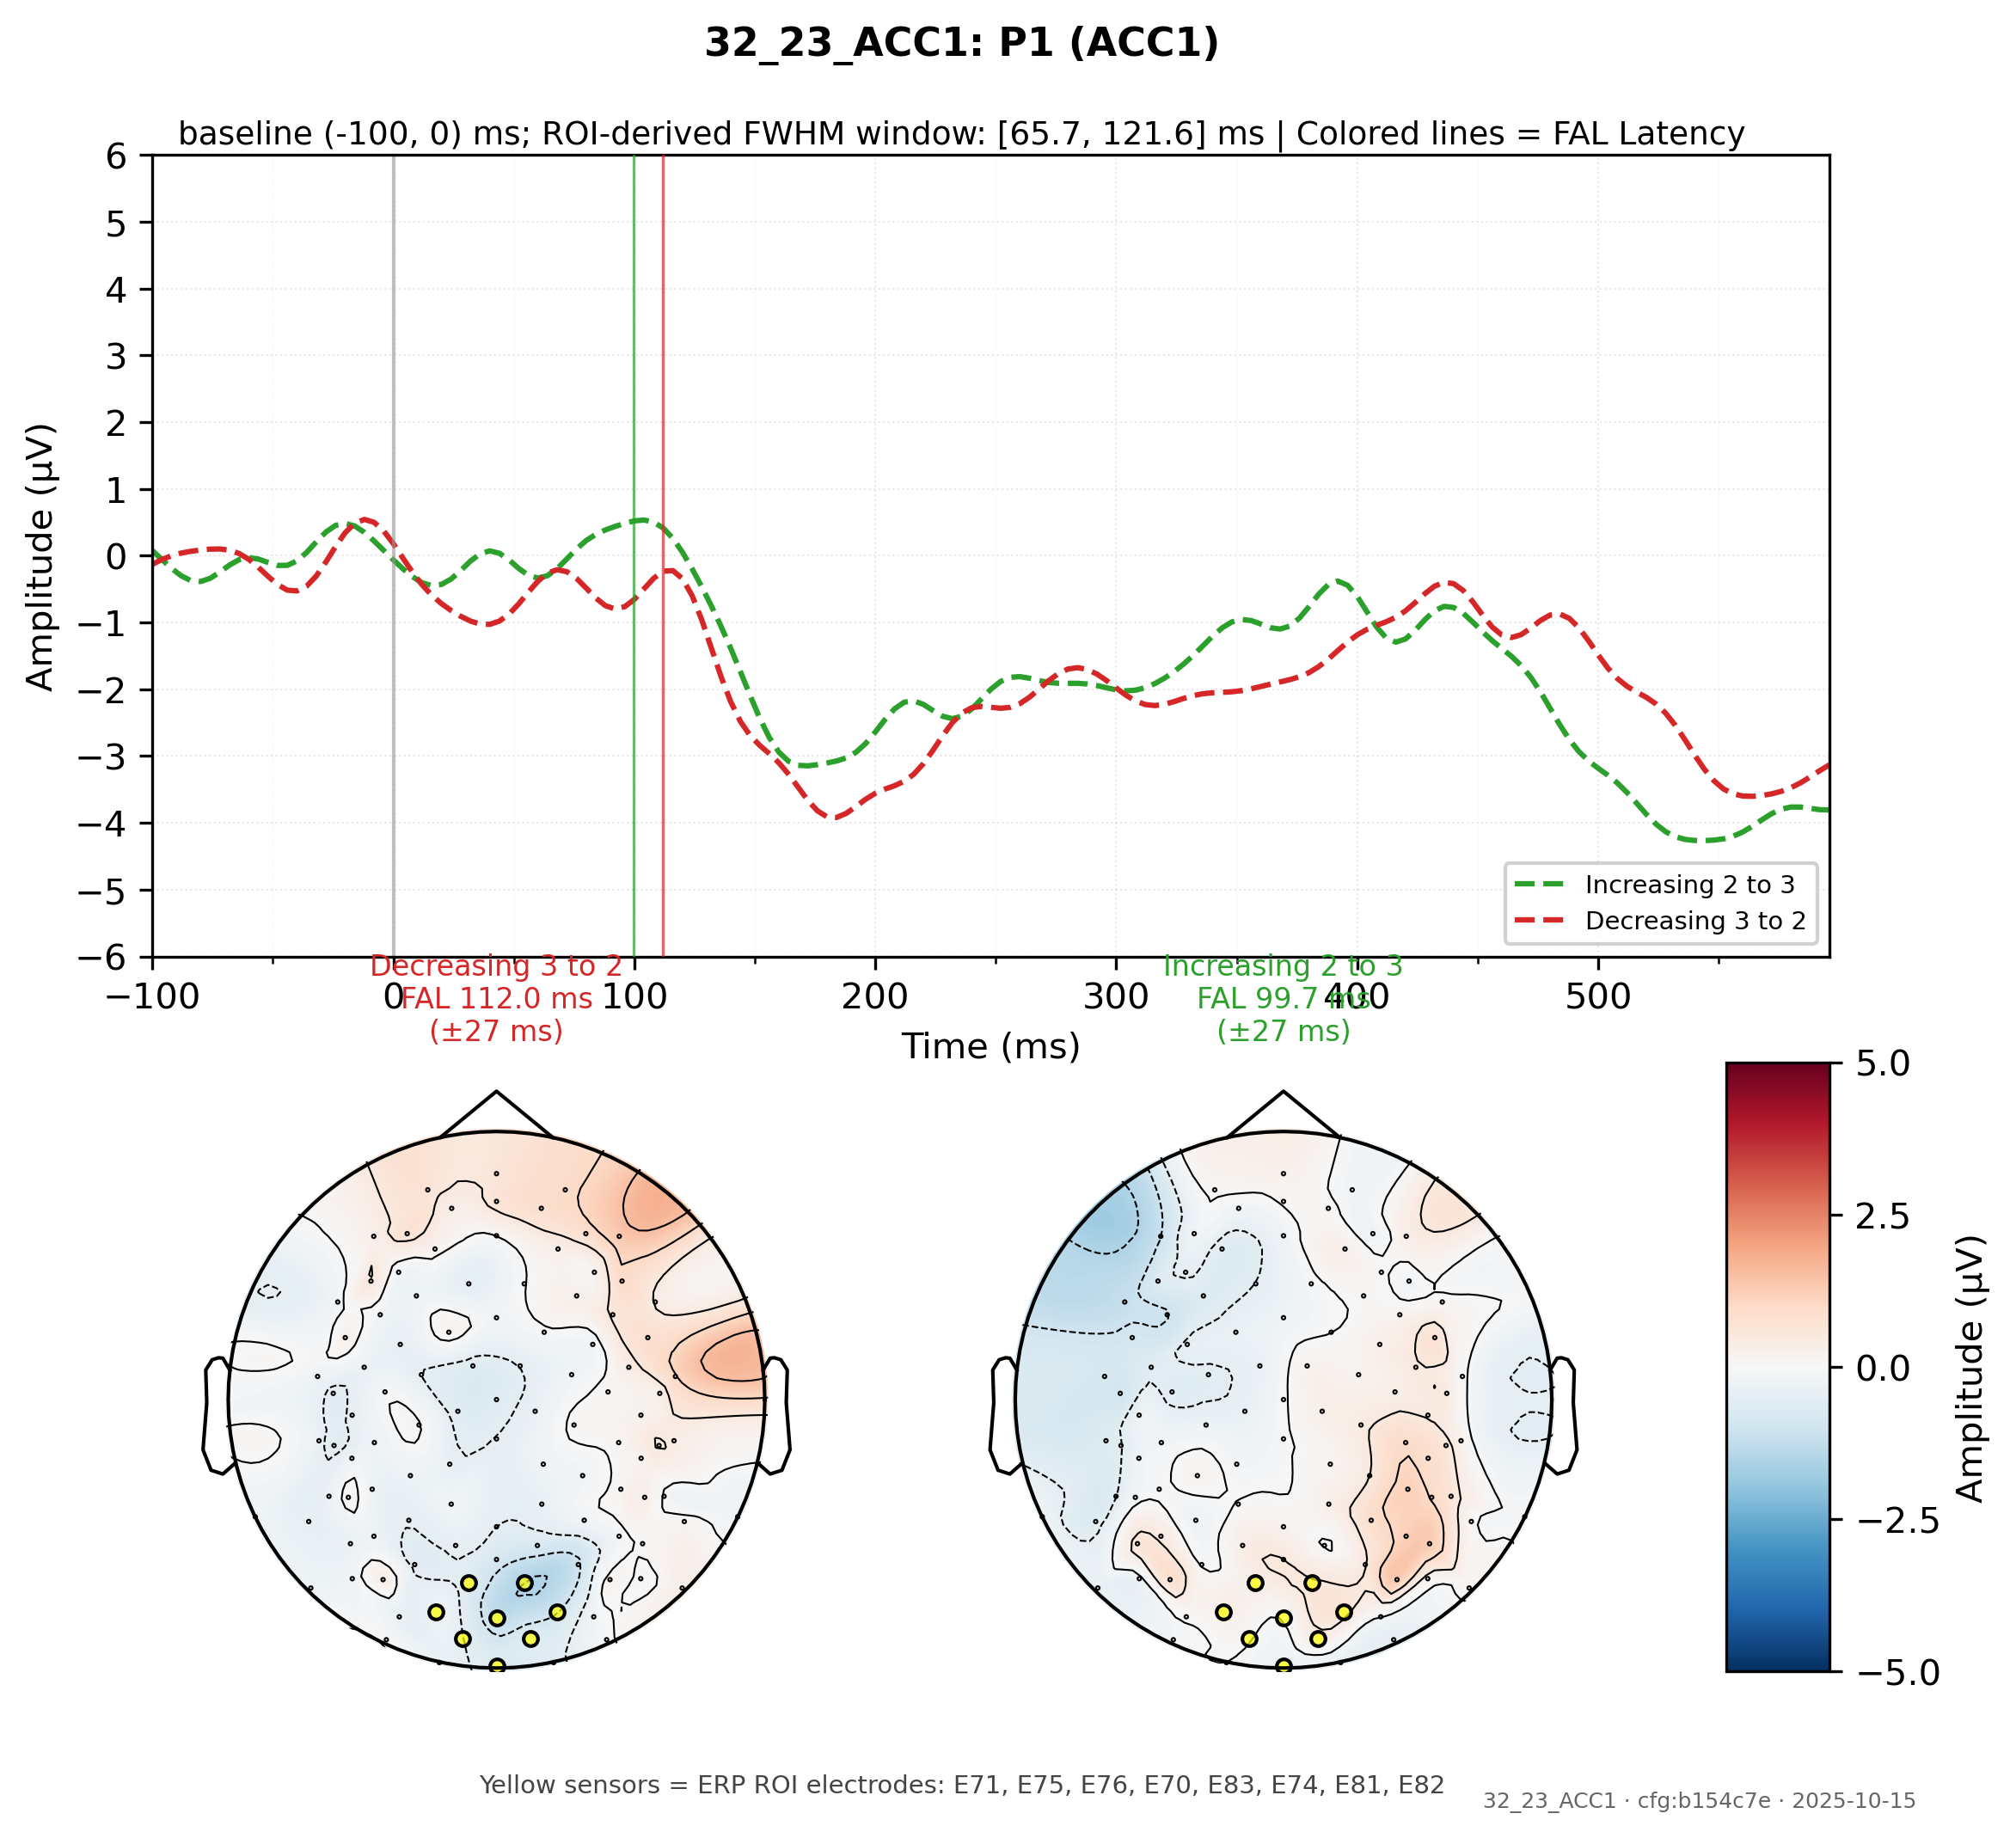 32_23_ACC1: P1 (ACC1)
baseline (-100, 0) ms; ROI-derived FWHM window: [65.7, 121.6] ms | Colored lines = FAL Latency
6
5
4
3
2
1
0
−1
−2
−3
−4
−5
−6
Amplitude (µV)
Increasing 2 to 3
Decreasing 3 to 2
−100 0 100 200 300 400 500
Time (ms)
Decreasing 3 to 2
FAL 112.0 ms
(±27 ms)
Increasing 2 to 3
FAL 99.7 ms
(±27 ms)
5.0
2.5
0.0
−2.5
−5.0
Amplitude (µV)
Yellow sensors = ERP ROI electrodes: E71, E75, E76, E70, E83, E74, E81, E82
32_23_ACC1 · cfg:b154c7e · 2025-10-15